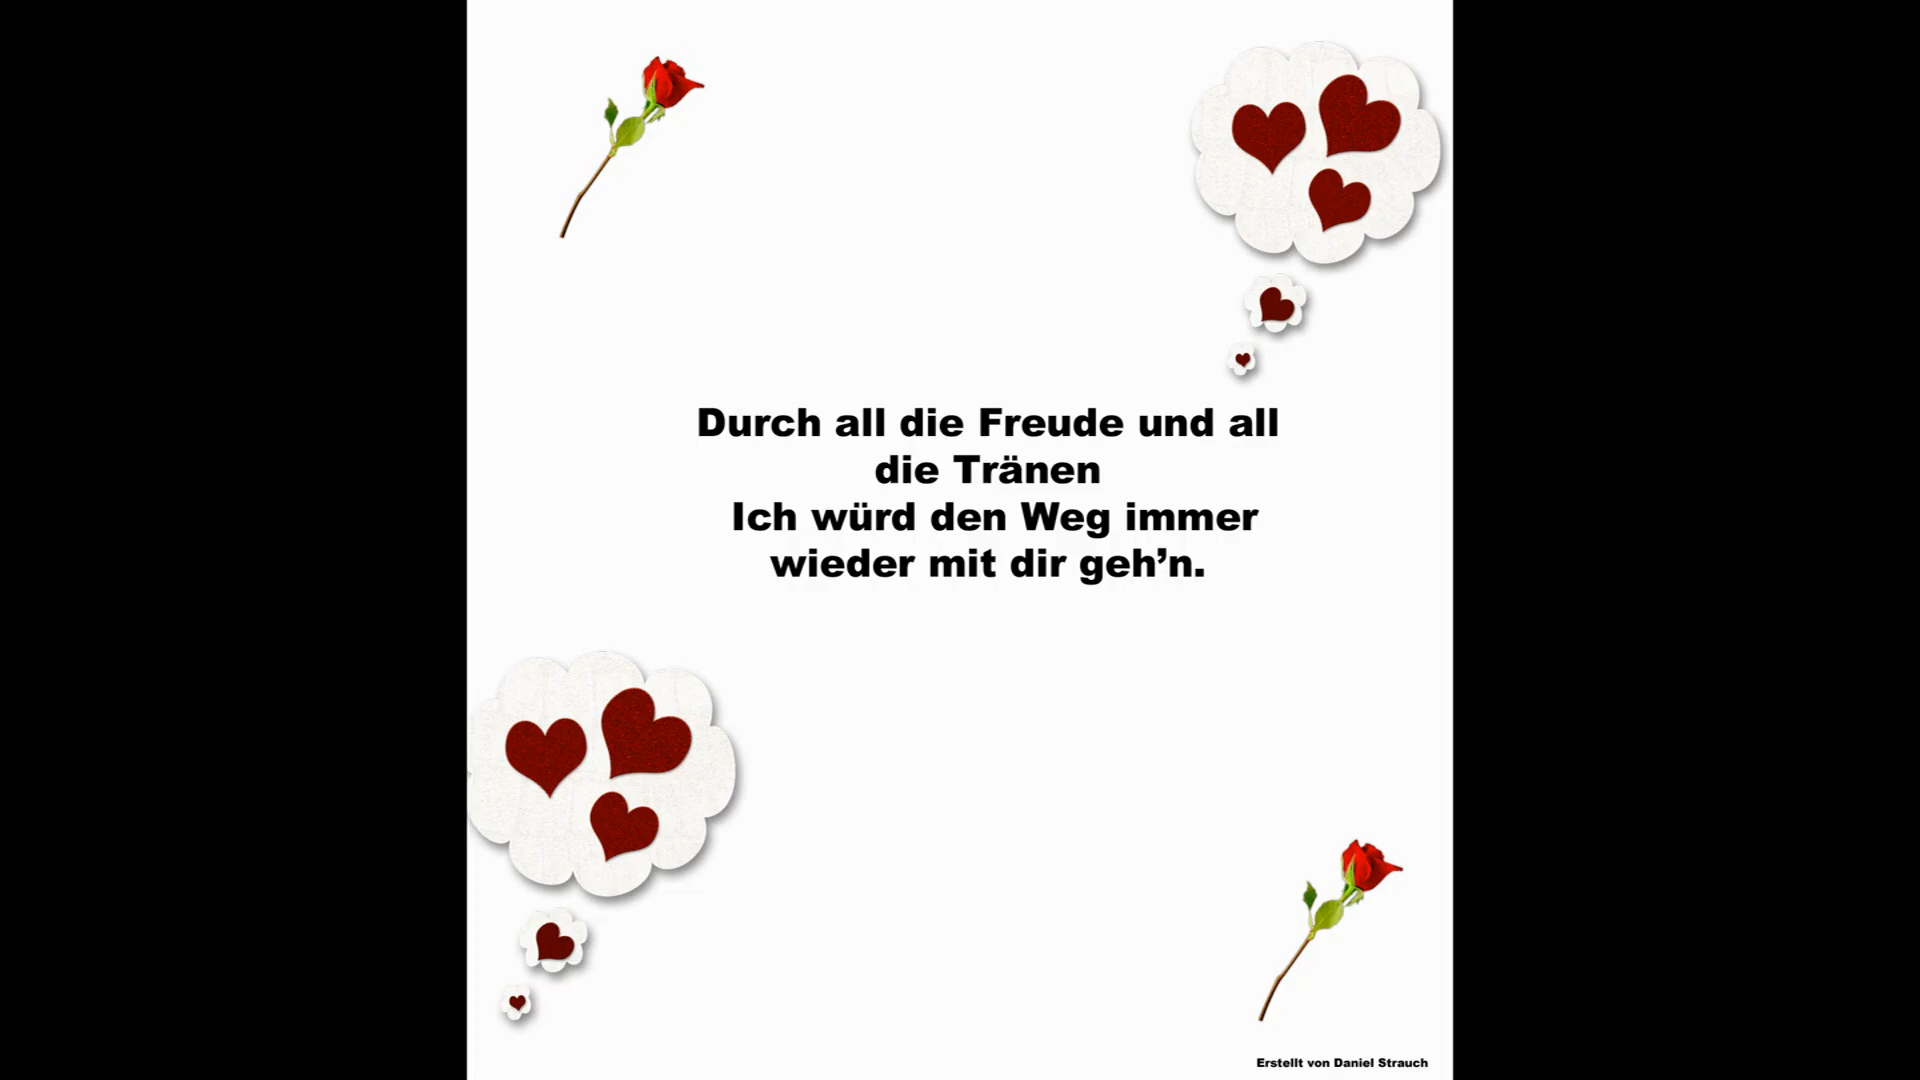 Durch all die Freude und all
die Tränen
Ich würd den Weg immer
wieder mit dir geh’n.
Erstellt von Daniel Strauch